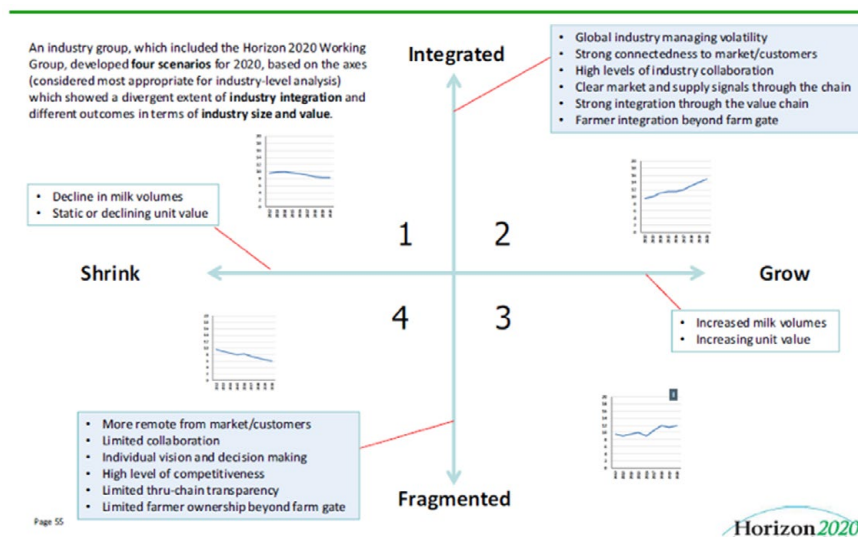 An industry group, which included the Horizon 2020 Working
Group, developed four scenarios for 2020, based on the axes
(considered most appropriate for industry-level analysis)
which showed a divergent extent of industry integration and
different outcomes in terms of industry size and value.
Integrated
• Global industry managing volatility
• Strong connectedness to market/customers
• High levels of industry collaboration
• Clear market and supply signals through the chain
• Strong integration through the value chain
• Farmer integration beyond farm gate
• Decline in milk volumes
• Static or declining unit value
1
2
Shrink
Grow
4
3
• Increased milk volumes
• Increasing unit value
• More remote from market/customers
• Limited collaboration
• Individual vision and decision making
• High level of competitiveness
• Limited thru-chain transparency
• Limited farmer ownership beyond farm gate
Fragmented
Page 55
Horizon2020